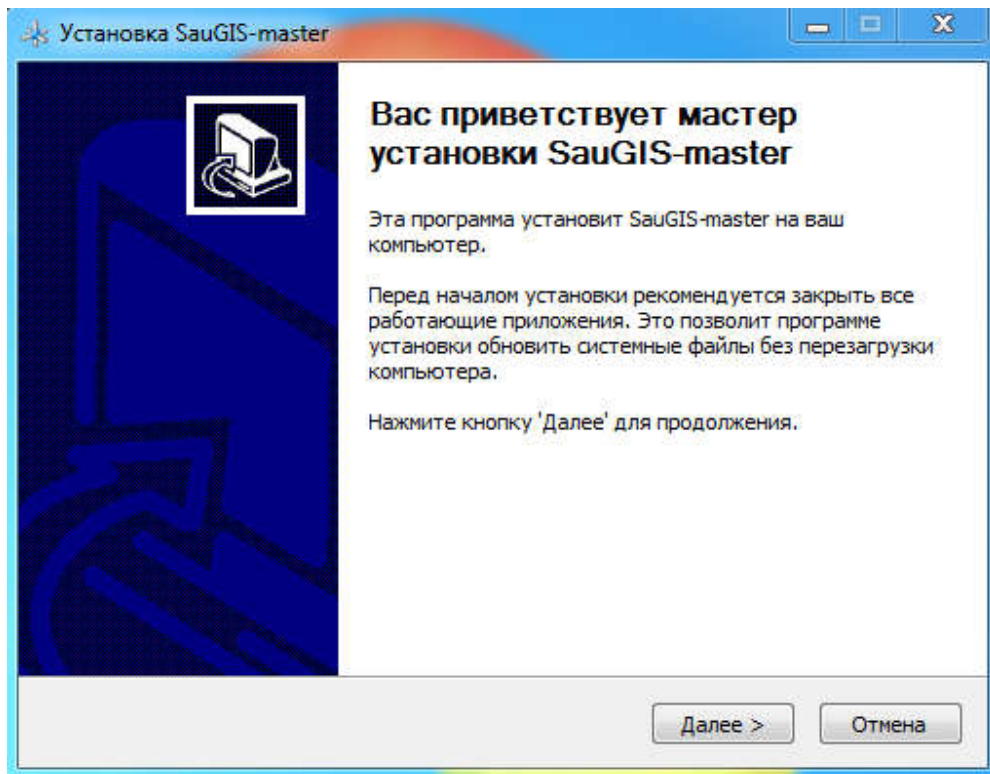 Установка SauGIS-master
Вас приветствует мастер
установки SauGIS-master
Эта программа установит SauGIS-master на ваш
компьютер.
Перед началом установки рекомендуется закрыть все
работающие приложения. Это позволит программе
установки обновить системные файлы без перезагрузки
компьютера.
Нажмите кнопку 'Далее' для продолжения.
Далее >
Отмена